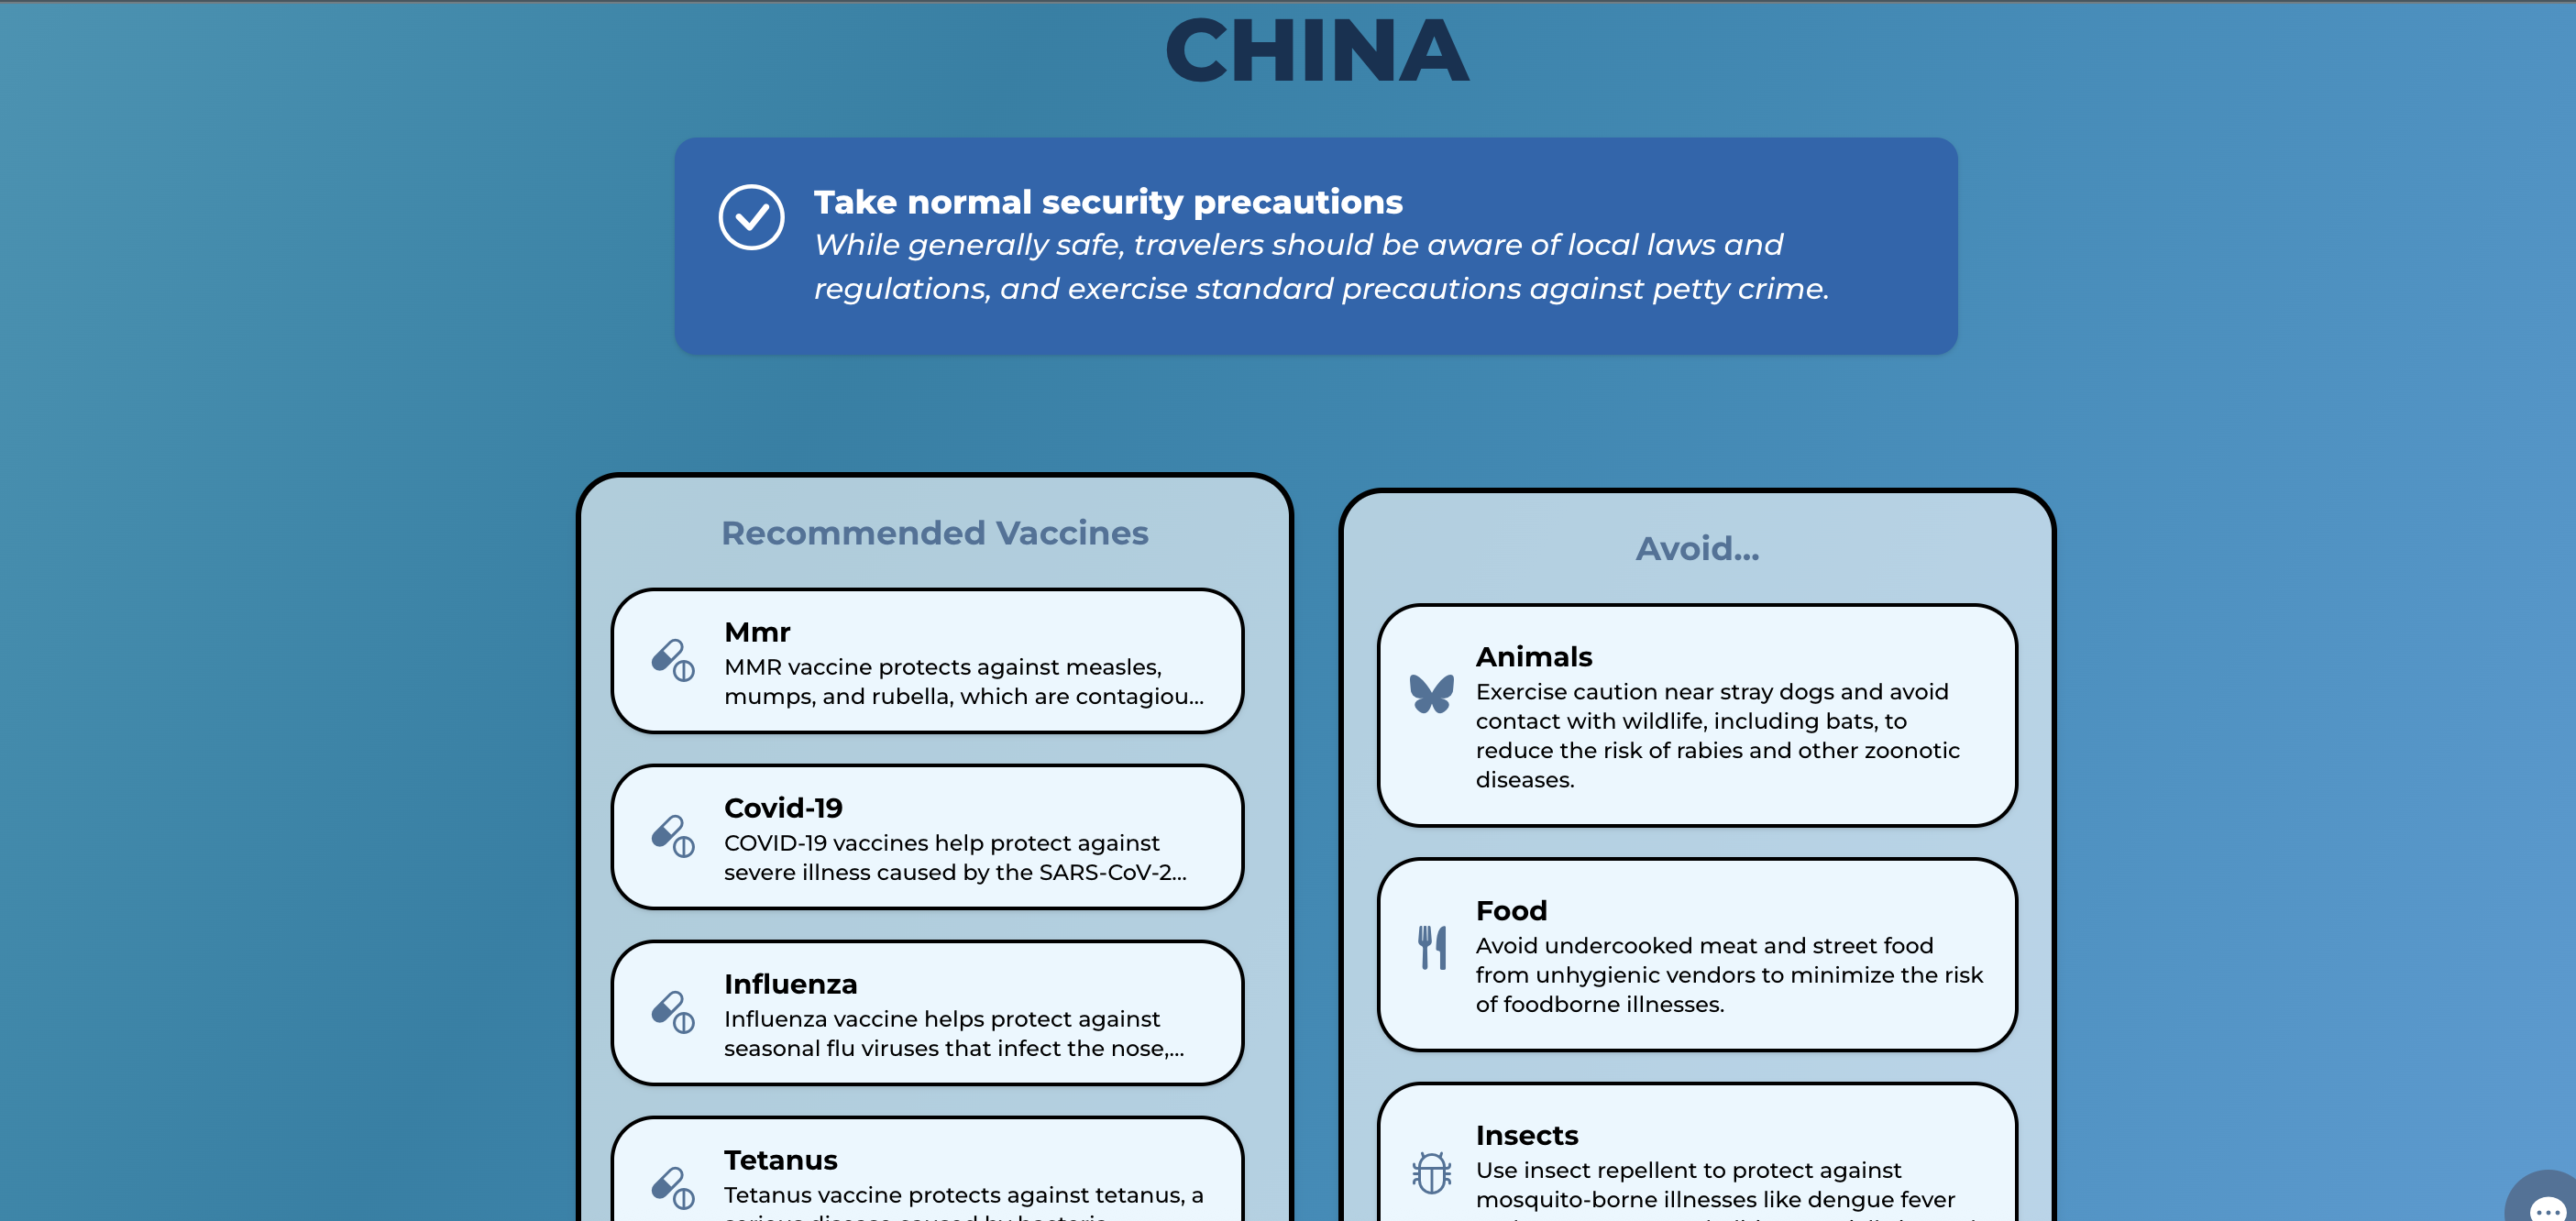 CHINA
Take normal security precautions
While generally safe, travelers should be aware of local laws and
regulations, and exercise standard precautions against petty crime.
Recommended Vaccines
Mmr
MMR vaccine protects against measles,
mumps, and rubella, which are contagiou...
Covid-19
COVID-19 vaccines help protect against
severe illness caused by the SARS-CoV-2...
Influenza
Influenza vaccine helps protect against
seasonal flu viruses that infect the nose,...
Tetanus
Tetanus vaccine protects against tetanus, a
Avoid...
Animals
Exercise caution near stray dogs and avoid
contact with wildlife, including bats, to
reduce the risk of rabies and other zoonotic
diseases.
Food
Avoid undercooked meat and street food
from unhygienic vendors to minimize the risk
of foodborne illnesses.
Insects
Use insect repellent to protect against
mosquito-borne illnesses like dengue fever